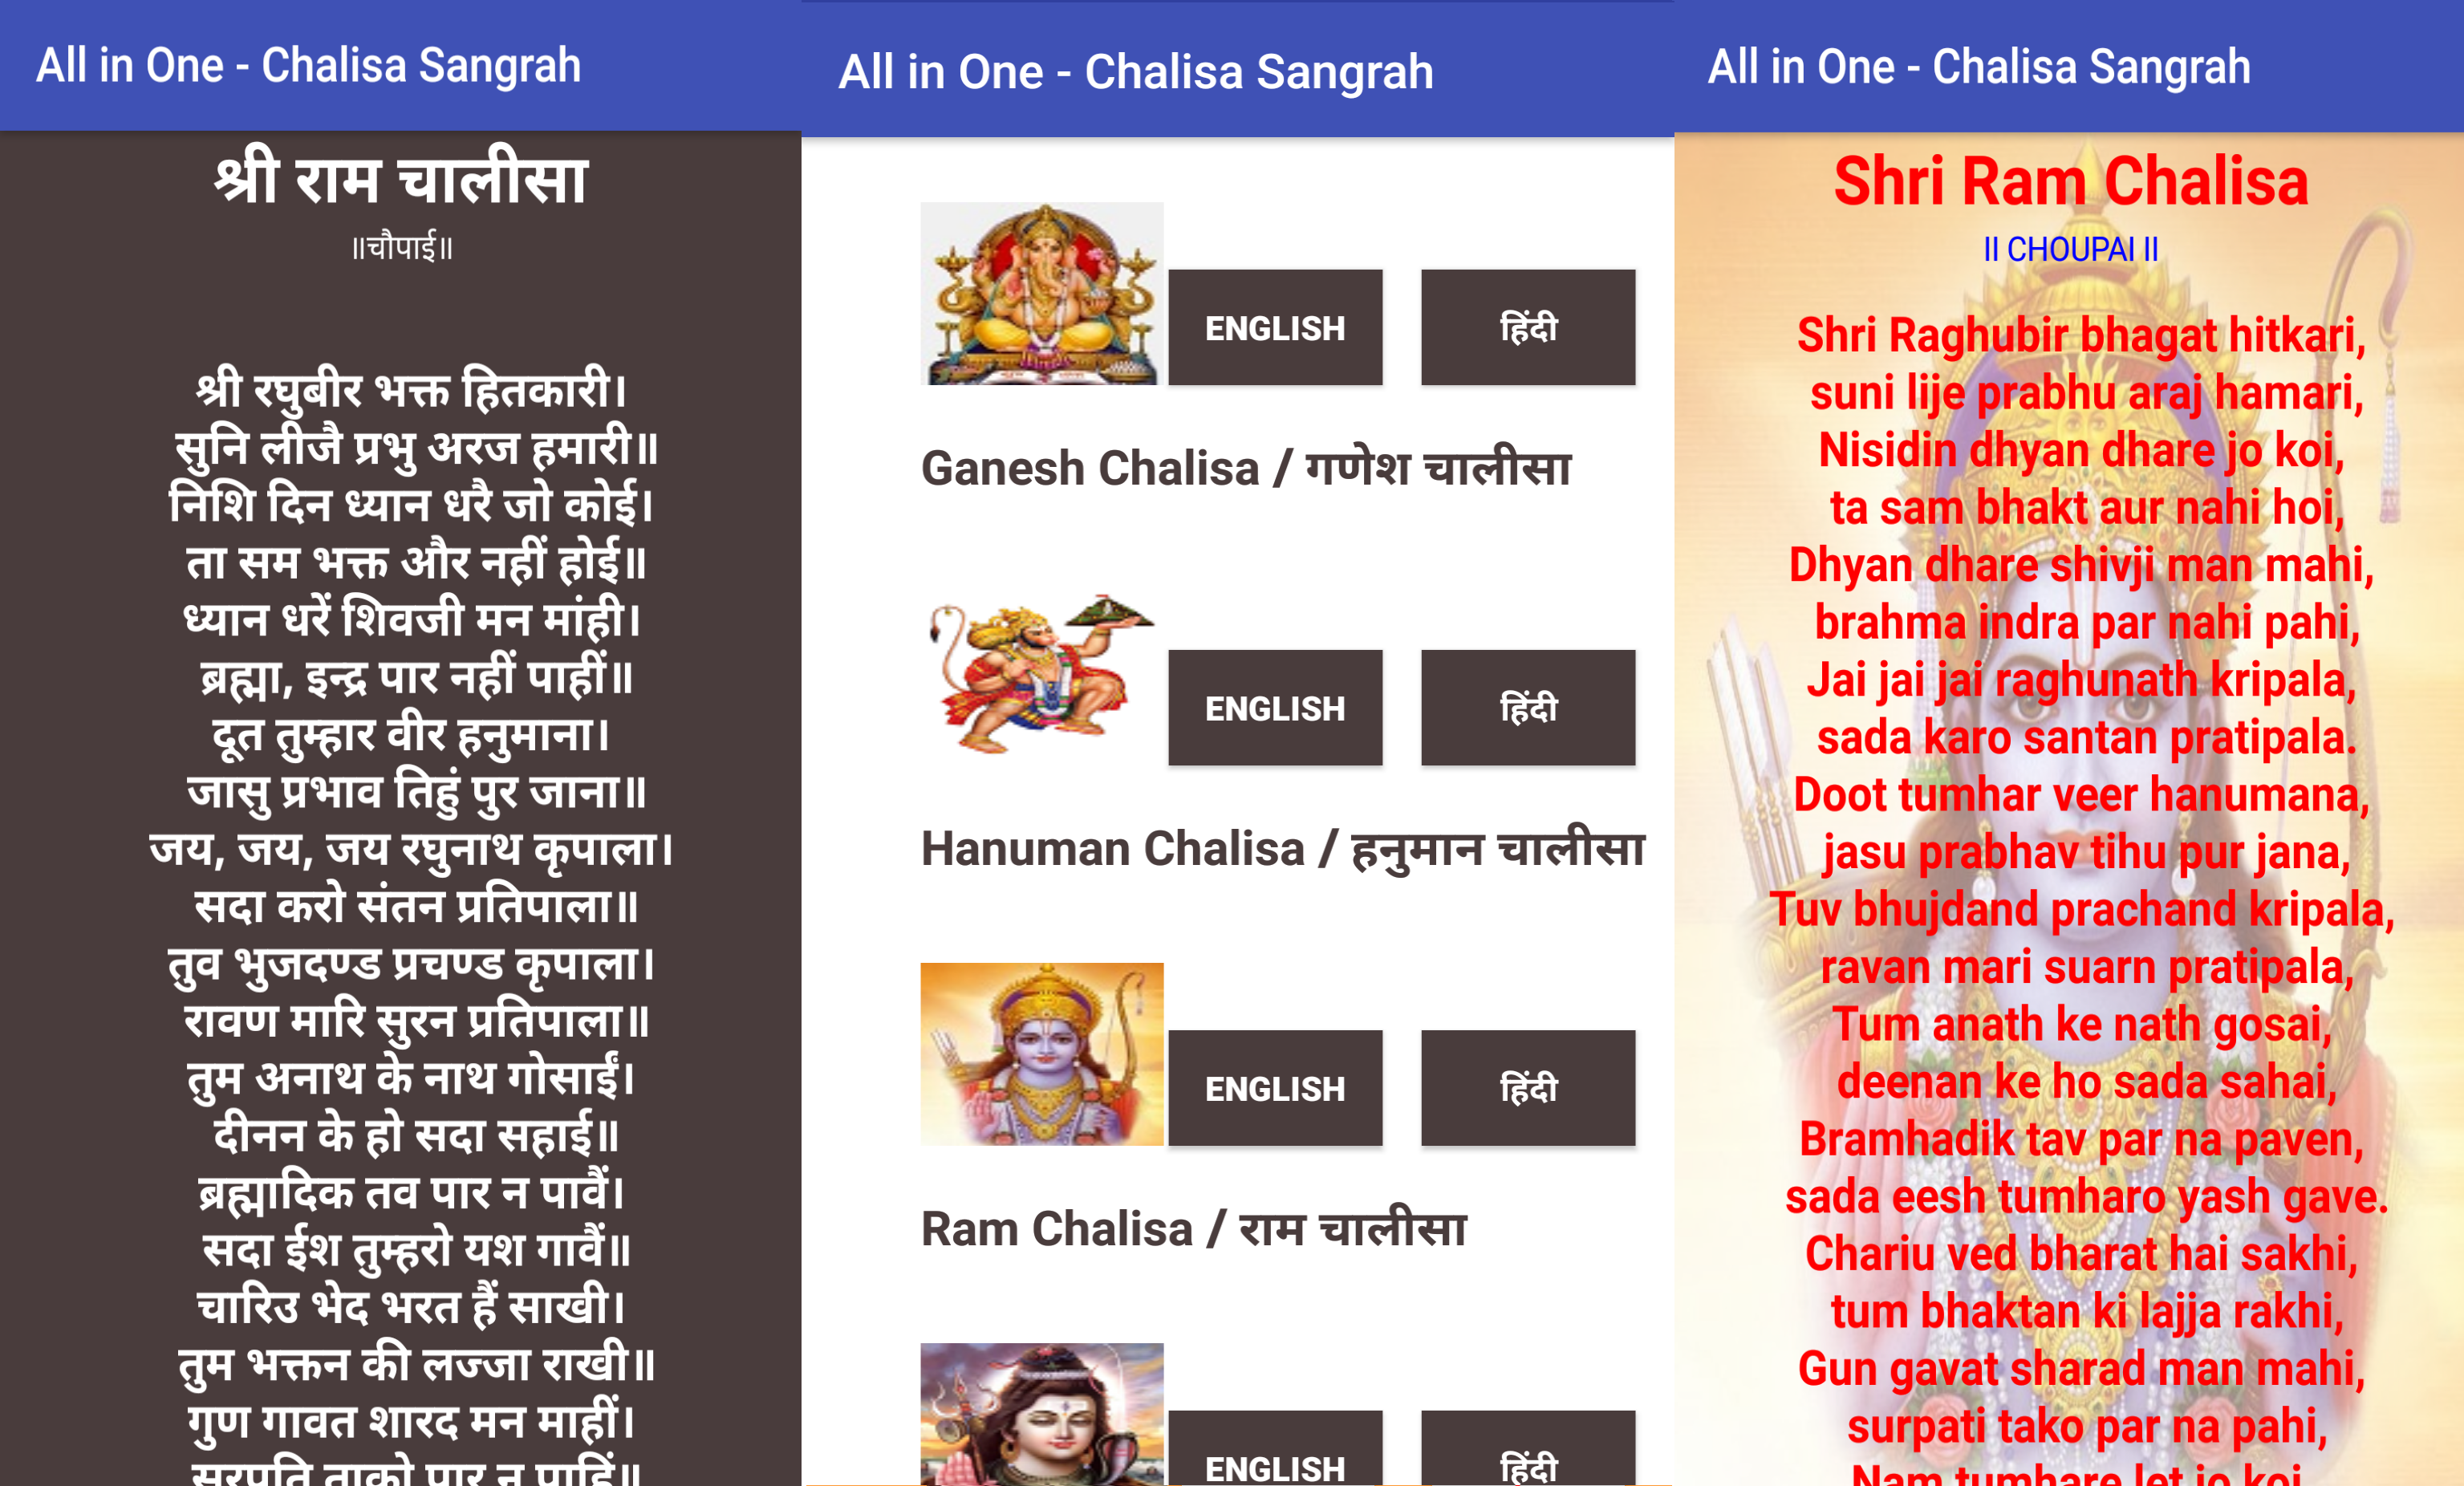 All in One - Chalisa Sangrah
श्री राम चालीसा
॥चौपाई॥
श्री रघुबीर भक्त हितकारी।
सुनि लीजै प्रभु अरज हमारी॥
निशि दिन ध्यान धरै जो कोई।
ता सम भक्त और नहीं होई॥
ध्यान धरें शिवजी मन मांही।
ब्रह्मा, इन्द्र पार नहीं पाहीं॥
दूत तुम्हार वीर हनुमाना।
जासु प्रभाव तिहुं पुर जाना॥
जय, जय, जय रघुनाथ कृपाला।
सदा करो संतन प्रतिपाला॥
तुव भुजदण्ड प्रचण्ड कृपाला।
रावण मारि सुरन प्रतिपाला॥
तुम अनाथ के नाथ गोसाईं।
दीनन के हो सदा सहाई॥
ब्रह्मादिक तव पार न पावैं।
सदा ईश तुम्हरो यश गावैं॥
चारिउ भेद भरत हैं साखी।
तुम भक्तन की लज्जा राखी॥
गुण गावत शारद मन माहीं।
सुरपति ताको पार न पाहिं॥
All in One - Chalisa Sangrah
ENGLISH हिंदी
Ganesh Chalisa / गणेश चालीसा
ENGLISH हिंदी
Hanuman Chalisa / हनुमान चालीसा
ENGLISH हिंदी
Ram Chalisa / राम चालीसा
ENGLISH हिंदी
All in One - Chalisa Sangrah
Shri Ram Chalisa
II CHOUPAI II
Shri Raghubir bhagat hitkari,
suni lije prabhu araj hamari,
Nisidin dhyan dhare jo koi,
ta sam bhakt aur nahi hoi,
Dhyan dhare shivji man mahi,
brahma indra par nahi pahi,
Jai jai jai raghunath kripala,
sada karo santan pratipala.
Doot tumhar veer hanumana,
jasu prabhav tihu pur jana,
Tuv bhujdand prachand kripala,
ravan mari suarn pratipala,
Tum anath ke nath gosai,
deenan ke ho sada sahai,
Bramhadik tav par na paven,
sada eesh tumharo yash gave.
Chariu ved bharat hai sakhi,
tum bhaktan ki lajja rakhi,
Gun gavat sharad man mahi,
surpati tako par na pahi,
Nam tumhare let jo koi